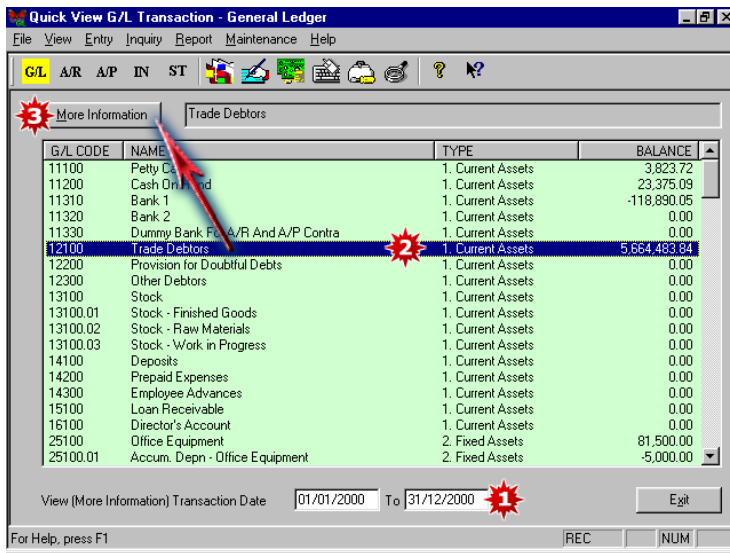 Quick View G/L Transaction - General Ledger
File View Entry Inquiry Report Maintenance Help
G/L A/R A/P IN ST ? ?
3 More Information Trade Debtors
G/L CODE NAME TYPE BALANCE
11100 Petty 1. Current Assets 3,823.72
11200 Cash On Hand 1. Current Assets 23,375.09
11310 Bank 1 1. Current Assets -118,890.05
11320 Bank 2 1. Current Assets 0.00
11330 Dummy Bank For A/R And A/P Contra 1. Current Assets 0.00
12100 Trade Debtors 2 1. Current Assets 5,664,483.84
12200 Provision for Doubtful Debts 1. Current Assets 0.00
12300 Other Debtors 1. Current Assets 0.00
13100 Stock 1. Current Assets 0.00
13100.01 Stock - Finished Goods 1. Current Assets 0.00
13100.02 Stock - Raw Materials 1. Current Assets 0.00
13100.03 Stock - Work in Progress 1. Current Assets 0.00
14100 Deposits 1. Current Assets 0.00
14200 Prepaid Expenses 1. Current Assets 0.00
14300 Employee Advances 1. Current Assets 0.00
15100 Loan Receivable 1. Current Assets 0.00
16100 Director's Account 1. Current Assets 0.00
25100 Office Equipment 2. Fixed Assets 81,500.00
25100.01 Accum. Depn - Office Equipment 2. Fixed Assets -5,000.00
View (More Information) Transaction Date 01/01/2000 To 31/12/2000 1 Exit
For Help, press F1 REC NUM